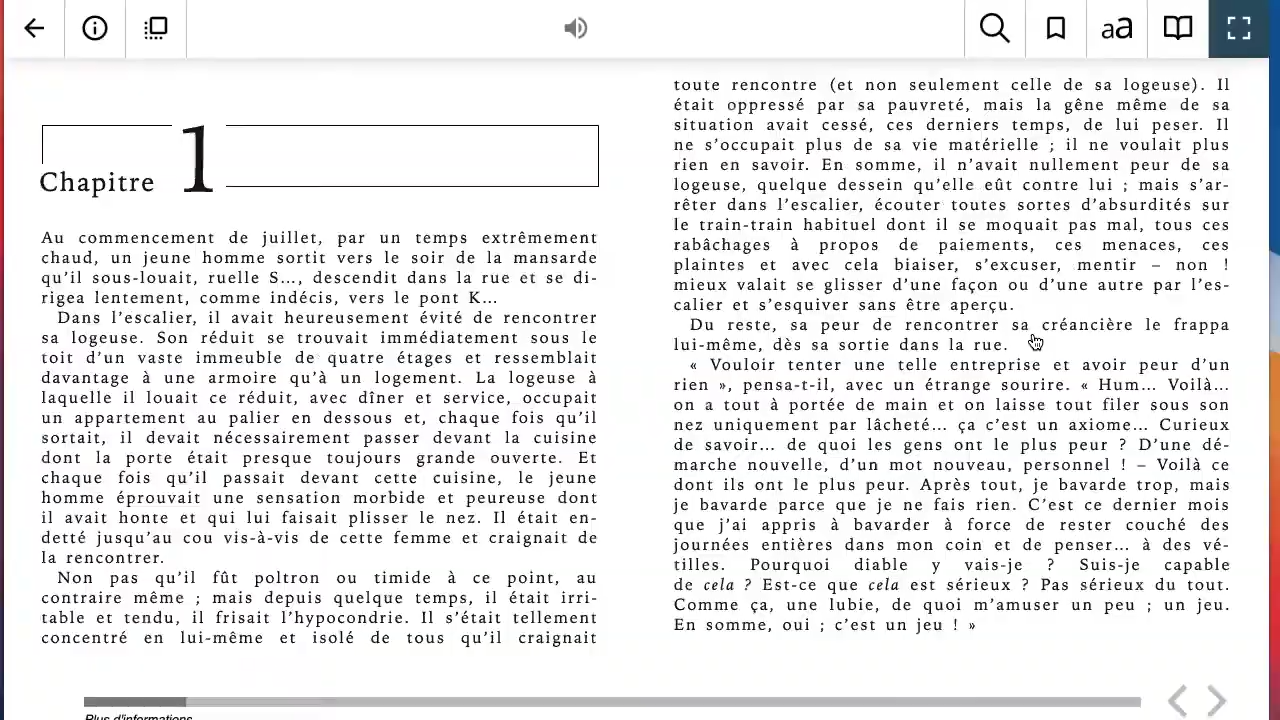 aA
Chapitre 1
Au commencement de juillet, par un temps extrêmement
chaud, un jeune homme sortit vers le soir de la mansarde
qu’il sous-louait, ruelle S…, descendit dans la rue et se di-
rigea lentement, comme indécis, vers le pont K…
Dans l’escalier, il avait heureusement évité de rencontrer
sa logeuse. Son réduit se trouvait immédiatement sous le
toit d’un vaste immeuble de quatre étages et ressemblait
davantage à une armoire qu’à un logement. La logeuse à
laquelle il louait ce réduit, avec dîner et service, occupait
un appartement au palier en dessous et, chaque fois qu’il
sortait, il devait nécessairement passer devant la cuisine
dont la porte était presque toujours grande ouverte. Et
chaque fois qu’il passait devant cette cuisine, le jeune
homme éprouvait une sensation morbide et peureuse dont
il avait honte et qui lui faisait plisser le nez. Il était en-
detté jusqu’au cou vis-à-vis de cette femme et craignait de
la rencontrer.
Non pas qu’il fût poltron ou timide à ce point, au
contraire même ; mais depuis quelque temps, il était irri-
table et tendu, il frisait l’hypocondrie. Il s’était tellement
concentré en lui-même et isolé de tous qu’il craignait
toute rencontre (et non seulement celle de sa logeuse). Il
était oppressé par sa pauvreté, mais la gêne même de sa
situation avait cessé, ces derniers temps, de lui peser. Il
ne s’occupait plus de sa vie matérielle ; il ne voulait plus
rien en savoir. En somme, il n’avait nullement peur de sa
logeuse, quelque dessein qu’elle eût contre lui ; mais s’ar-
rêter dans l’escalier, écouter toutes sortes d’absurdités sur
le train-train habituel dont il se moquait pas mal, tous ces
rabâchages à propos de paiements, ces menaces, ces
plaintes et avec cela biaiser, s’excuser, mentir – non !
mieux valait se glisser d’une façon ou d’une autre par l’es-
calier et s’esquiver sans être aperçu.
Du reste, sa peur de rencontrer sa créancière le frappa
lui-même, dès sa sortie dans la rue.
« Vouloir tenter une telle entreprise et avoir peur d’un
rien », pensa-t-il, avec un étrange sourire. « Hum… Voilà…
on a tout à portée de main et on laisse tout filer sous son
nez uniquement par lâcheté… ça c’est un axiome… Curieux
de savoir… de quoi les gens ont le plus peur ? D’une dé-
marche nouvelle, d’un mot nouveau, personnel ! – Voilà ce
dont ils ont le plus peur. Après tout, je bavarde trop, mais
je bavarde parce que je ne fais rien. C’est ce dernier mois
que j’ai appris à bavarder à force de rester couché des
journées entières dans mon coin et de penser… à des vé-
tilles. Pourquoi diable y vais-je ? Suis-je capable
de cela ? Est-ce que cela est sérieux ? Pas sérieux du tout.
Comme ça, une lubie, de quoi m’amuser un peu ; un jeu.
En somme, oui ; c’est un jeu ! »
Plus d'informations